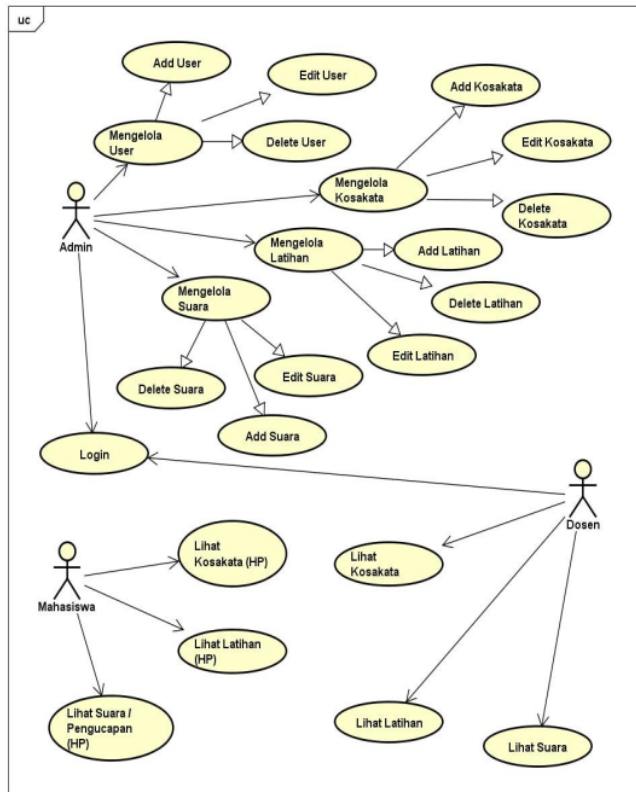 uc
Add User
Edit User
Add Kosakata
Mengelola
User
Delete User
Edit Kosakata
Mengelola
Kosakata
Delete
Kosakata
Admin
Mengelola
Latihan
Add Latihan
Mengelola
Suara
Delete Latihan
Edit Latihan
Delete Suara
Edit Suara
Add Suara
Login
Dosen
Lihat
Kosakata (HP)
Lihat
Kosakata
Mahasiswa
Lihat Latihan
(HP)
Lihat Suara /
Pengucapan
(HP)
Lihat Latihan
Lihat Suara